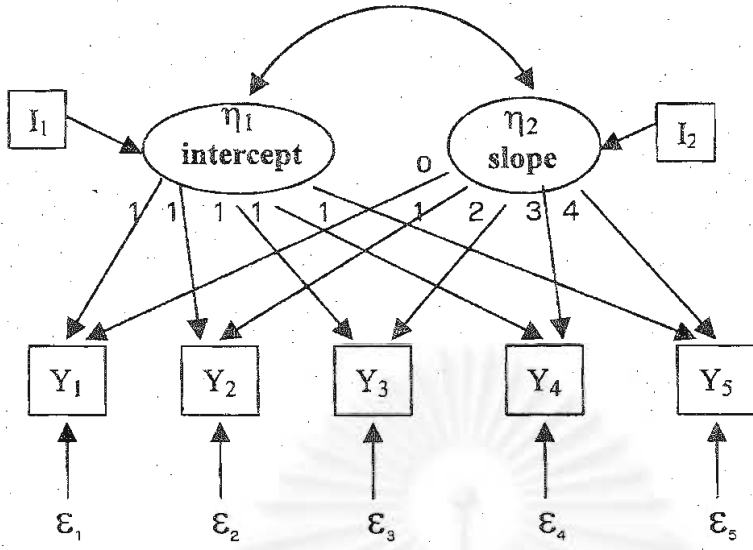 η₁
η₂
I₁
intercept
slope
I₂
0
1 1 1 1 1 1 2 3 4
Y₁ Y₂ Y₃ Y₄ Y₅
ε₁ ε₂ ε₃ ε₄ ε₅